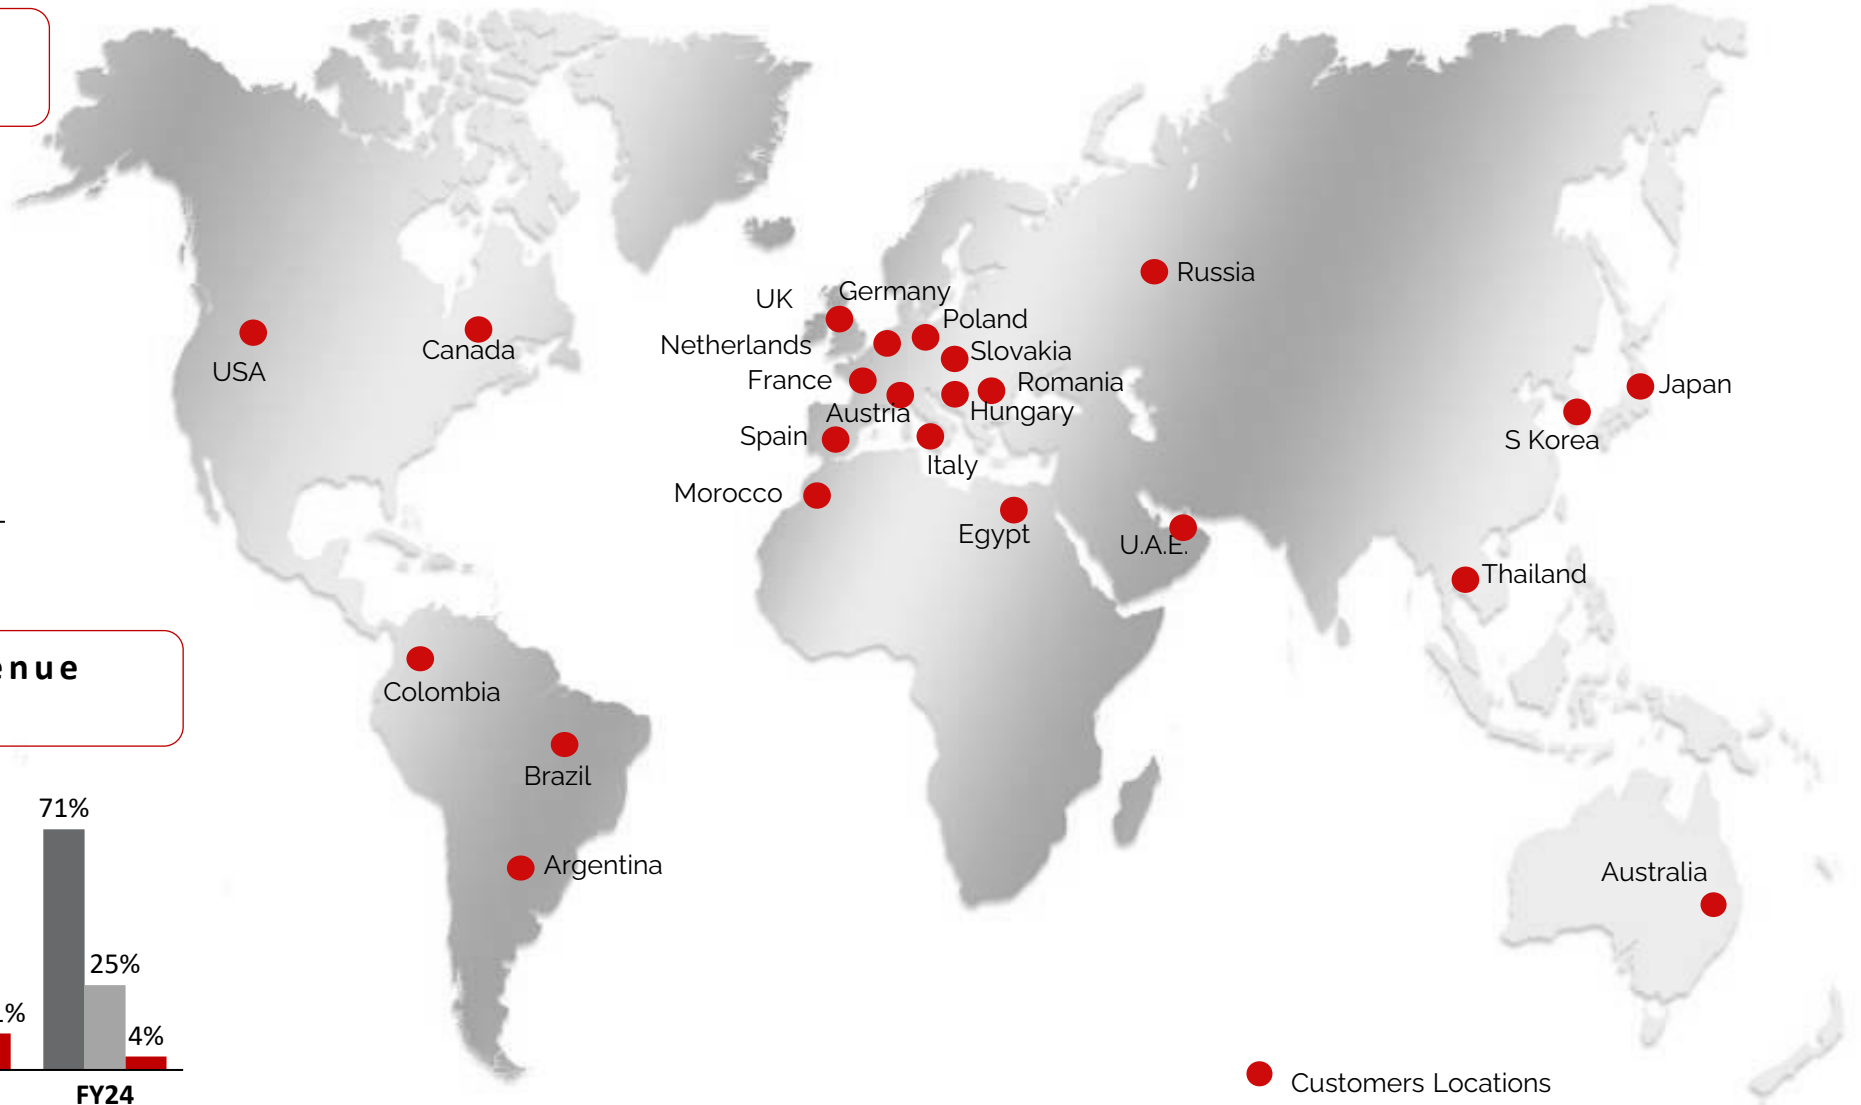 Germany
UK
Russia
Poland
Netherlands
Slovakia
Canada
USA
France
Romania
Japan
Austria
Hungary
Spain
S Korea
Italy
Morocco
Egypt
U.A.E.
Thailand
Colombia
Brazil
71%
Argentina
Australia
25%
4%
Customers Locations
FY24